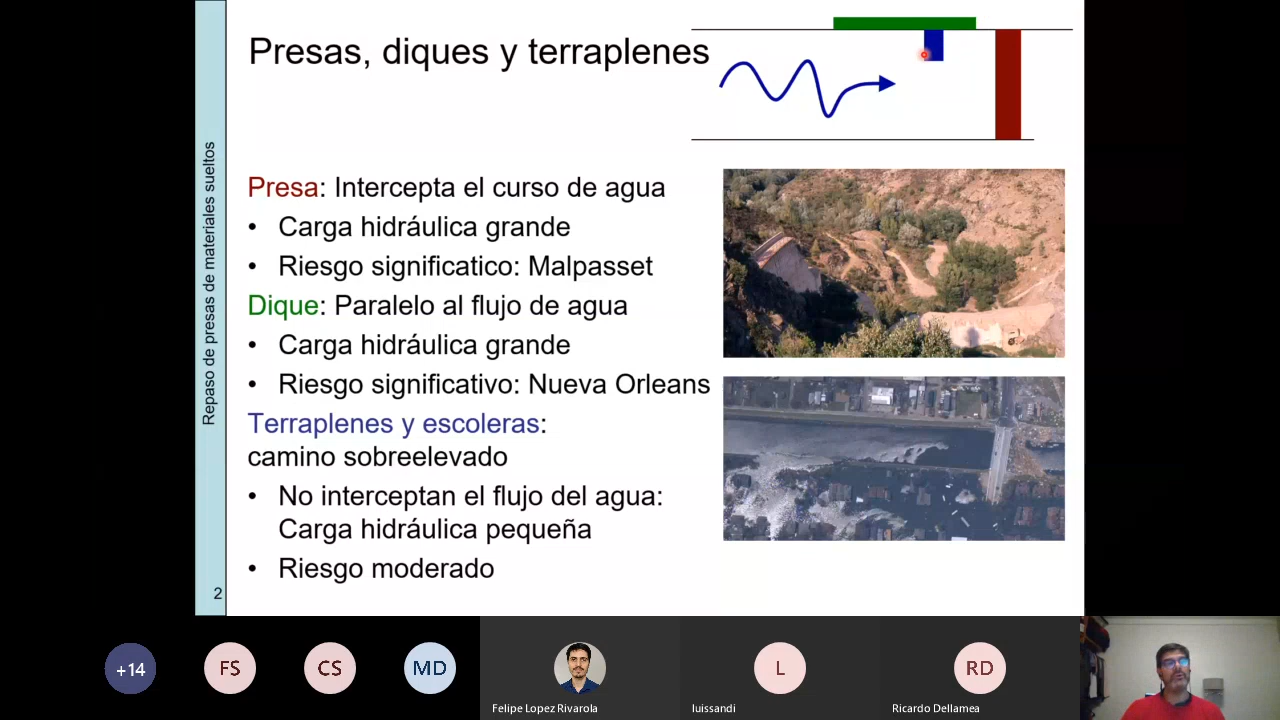 Presas, diques y terraplenes
Repaso de presas de materiales sueltos
Presa: Intercepta el curso de agua
• Carga hidráulica grande
• Riesgo significatico: Malpasset
Dique: Paralelo al flujo de agua
• Carga hidráulica grande
• Riesgo significativo: Nueva Orleans
Terraplenes y escoleras:
camino sobreelevado
• No interceptan el flujo del agua:
Carga hidráulica pequeña
• Riesgo moderado
2
+14
FS
CS
MD
Felipe Lopez Rivarola
L
luissandi
RD
Ricardo Dellamea